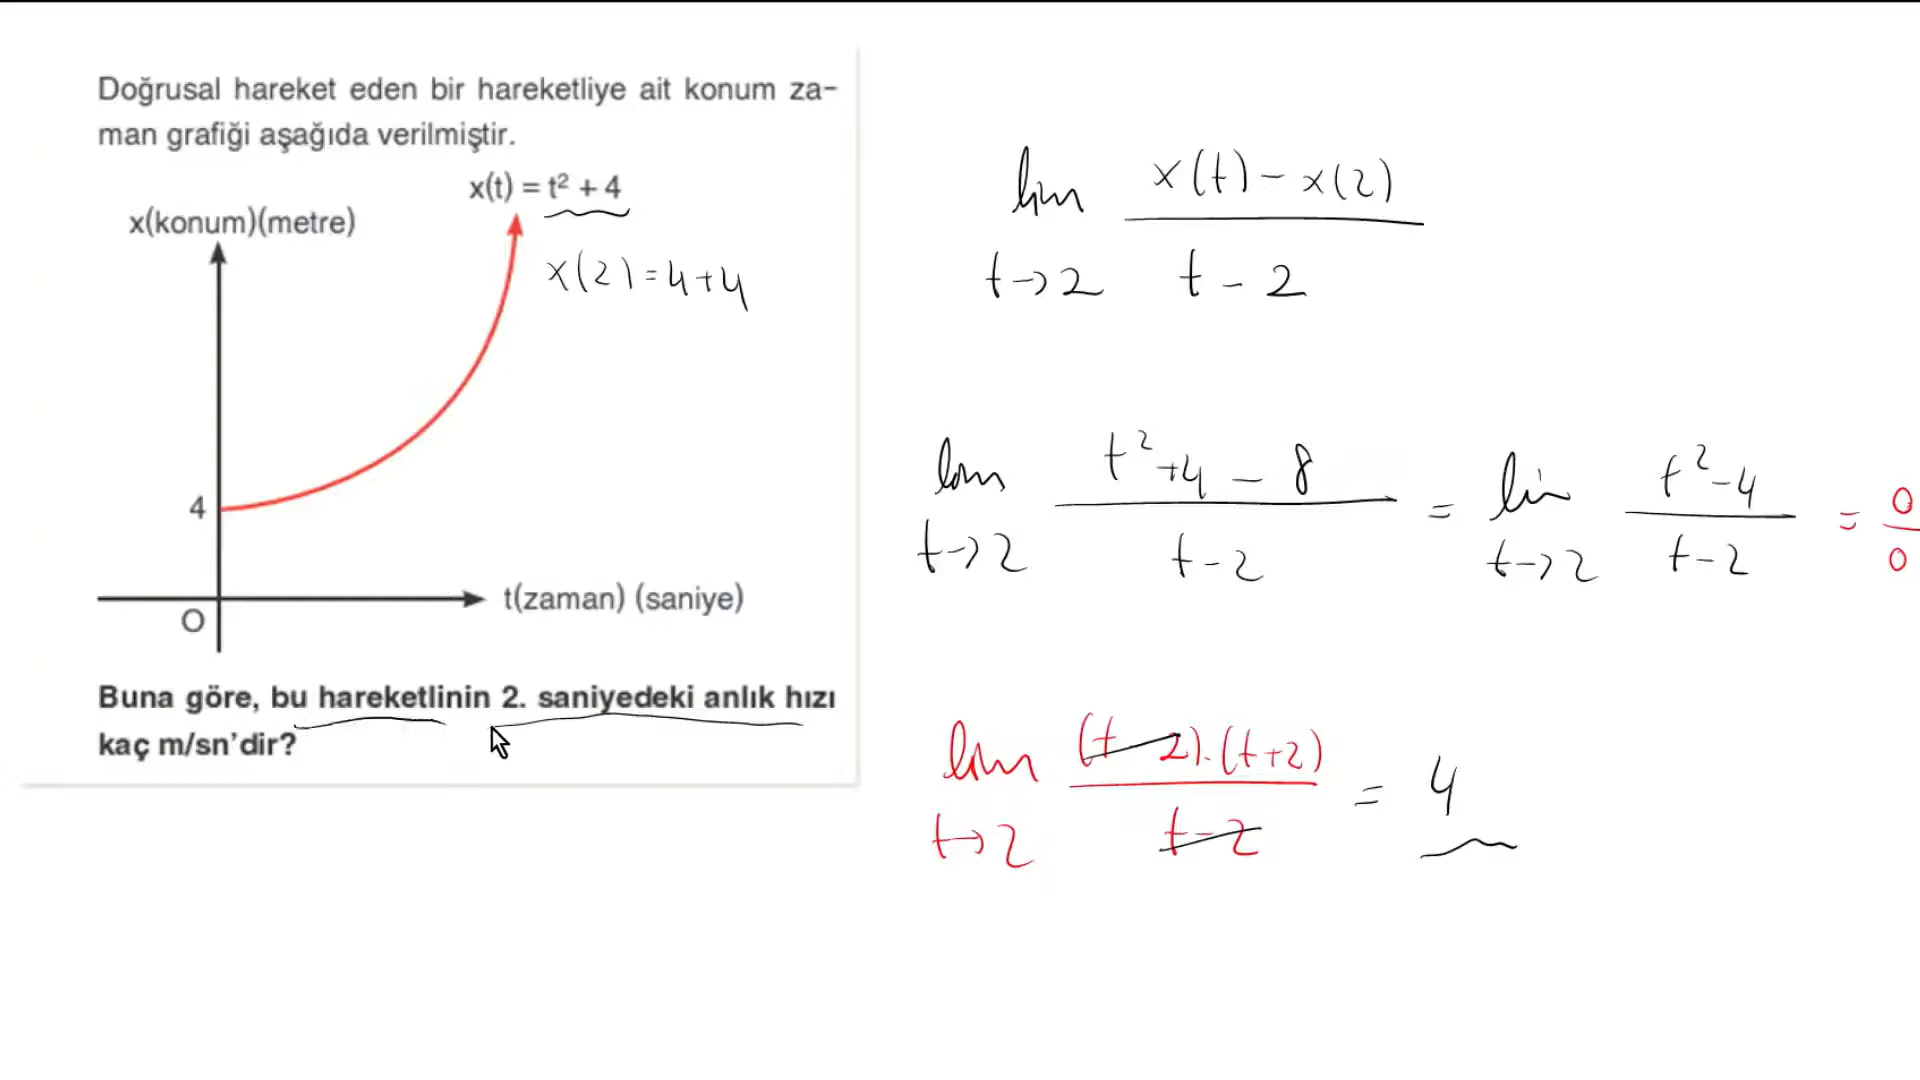 Doğrusal hareket eden bir hareketliye ait konum za-
man grafiği aşağıda verilmiştir.
x(t) = t² + 4
x(konum)(metre)
x(2) = 4+4
4
O
t(zaman) (saniye)
Buna göre, bu hareketlinin 2. saniyedeki anlık hızı
kaç m/sn'dir?
lim x(t) - x(2)
t→2 t - 2
lim t² +4 - 8 = lim t² - 4 = 0
t→2 t - 2 t→2 t - 2 0
lim (t - 2).(t+2) = 4
t→2 t - 2